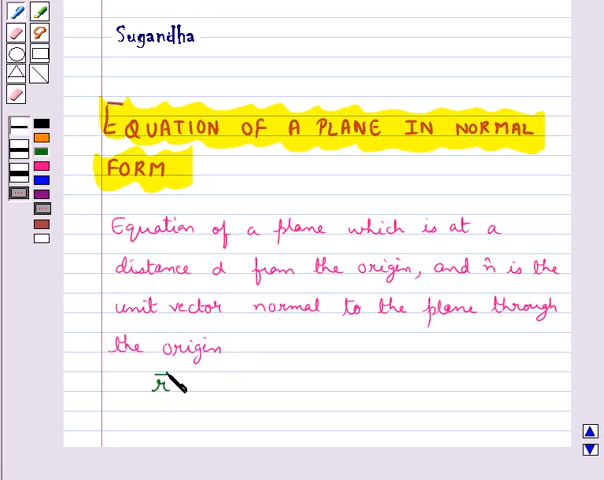 Sugandha
EQUATION OF A PLANE IN NORMAL
FORM
Equation of a plane which is at a
distance d from the origin, and n̂ is the
unit vector normal to the plane through
the origin
r̅